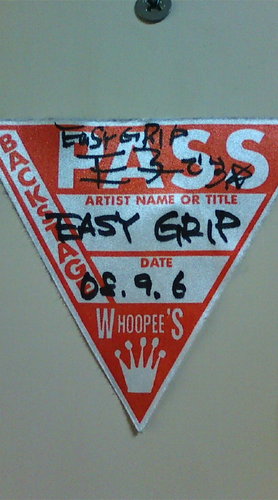 PASS
EASY GRIP
BACKSTAGE
ARTIST NAME OR TITLE
EASY GRIP
DATE
08.9.6
WHOOPEE'S